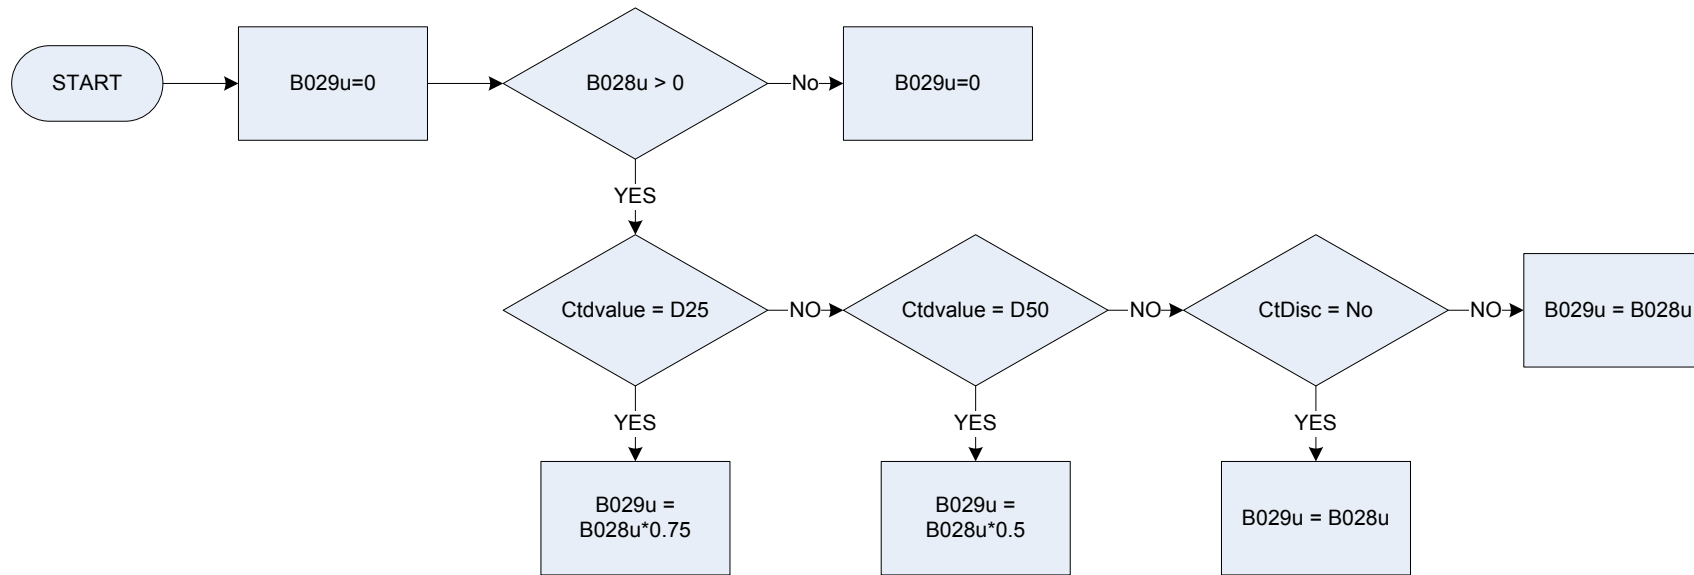 START
B029u=0
B028u > 0
No
B029u=0
YES
Ctdvalue = D25
NO
Ctdvalue = D50
NO
CtDisc = No
NO
B029u = B028u
YES
YES
YES
B029u =
B028u*0.75
B029u =
B028u*0.5
B029u = B028u